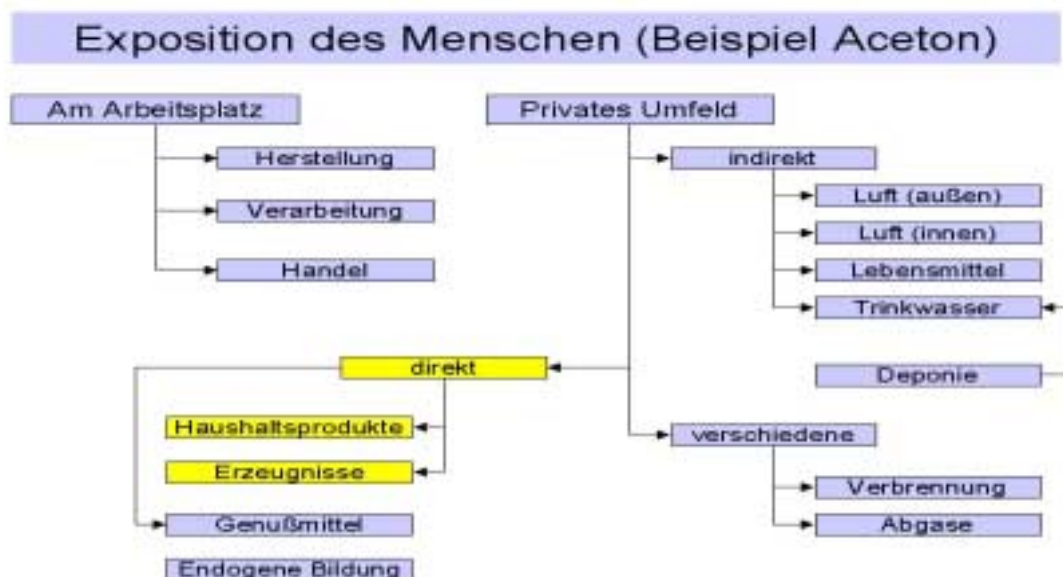 Exposition des Menschen (Beispiel Aceton)
Am Arbeitsplatz
Herstellung
Verarbeitung
Handel
Privates Umfeld
indirekt
Luft (außen)
Luft (innen)
Lebensmittel
Trinkwasser
Deponie
direkt
Haushaltsprodukte
Erzeugnisse
Genußmittel
Endogene Bildung
verschiedene
Verbrennung
Abgase